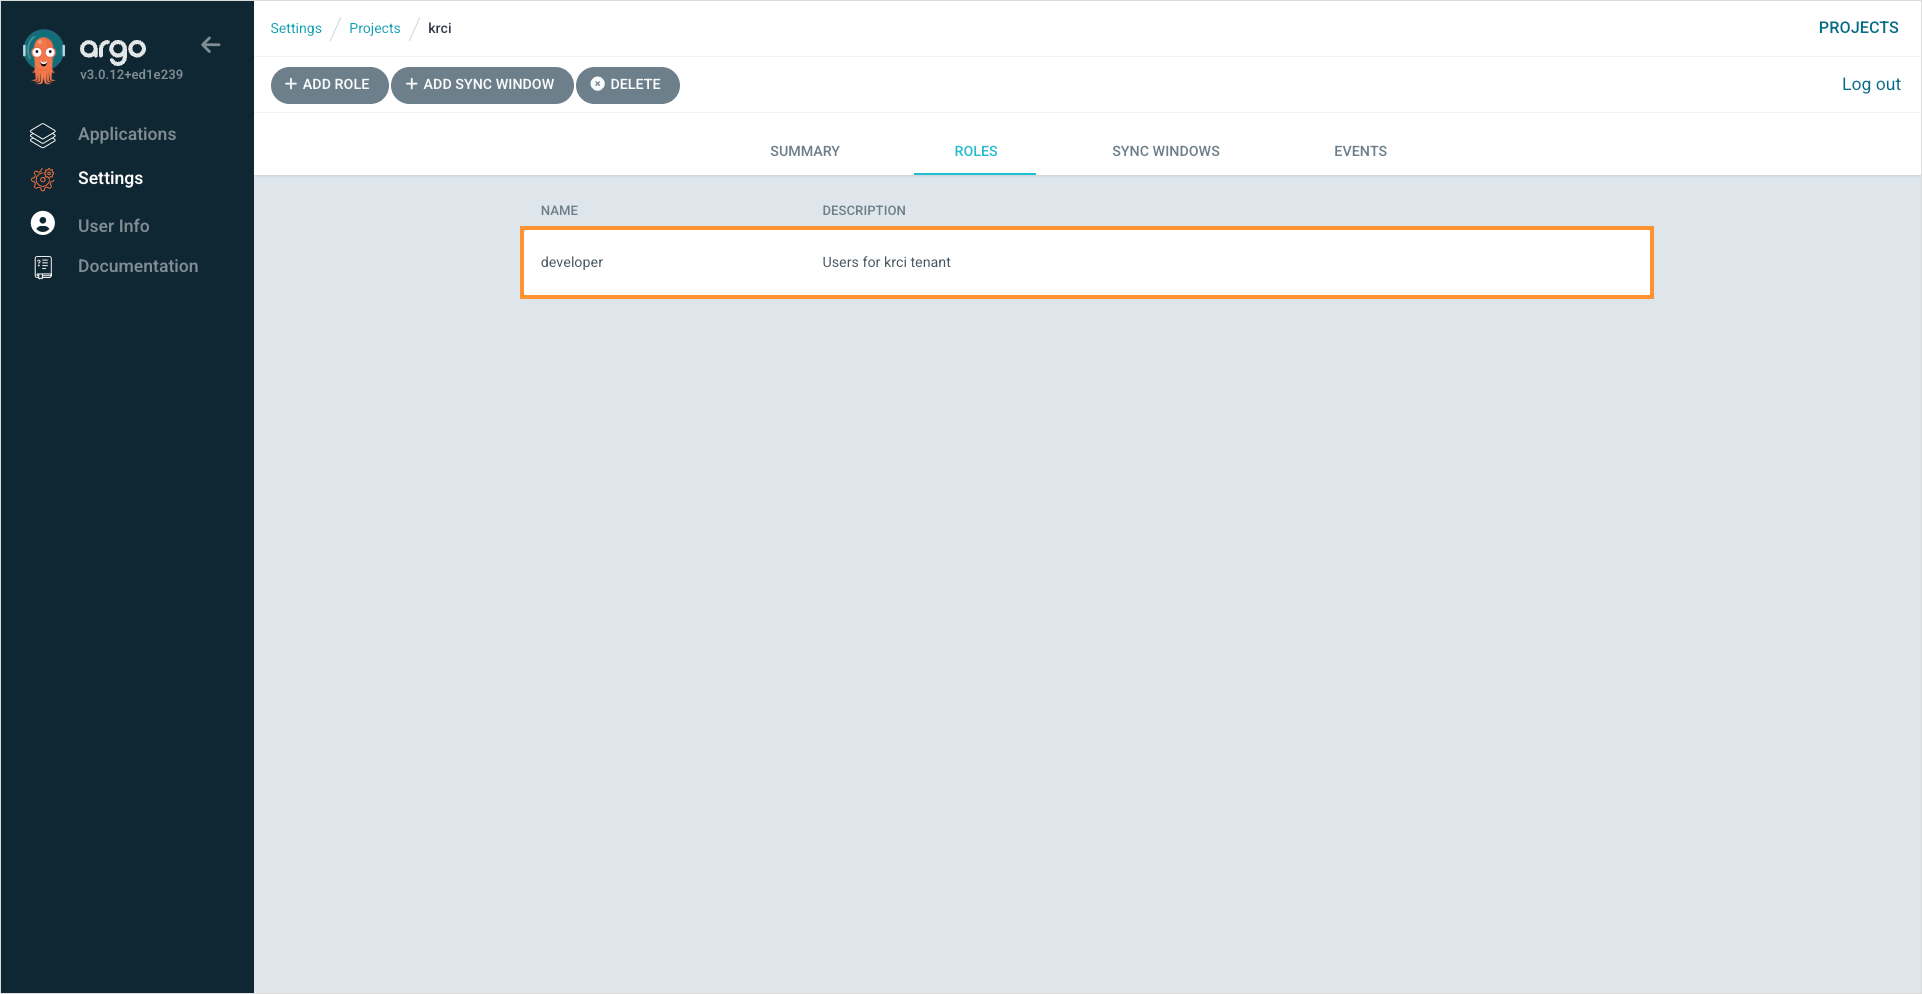 argo
v3.0.12+ed1e239
Applications
Settings
User Info
Documentation
Settings / Projects / krci
PROJECTS
+ ADD ROLE
+ ADD SYNC WINDOW
DELETE
Log out
SUMMARY
ROLES
SYNC WINDOWS
EVENTS
NAME DESCRIPTION
developer Users for krci tenant